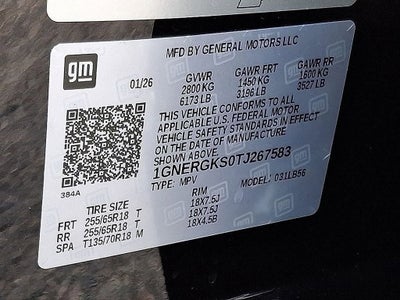 gm
MFD BY GENERAL MOTORS LLC
01/26 GVWR GAWR FRT GAWR RR
2800 KG 1450 KG 1600 KG
6173 LB 3196 LB 3527 LB
THIS VEHICLE CONFORMS TO ALL
APPLICABLE U.S. FEDERAL MOTOR
VEHICLE SAFETY STANDARDS IN EFFECT
ON THE DATE OF MANUFACTURE
SHOWN ABOVE
1GNERGKS0TJ267583
TYPE: MPV MODEL: 031LB56
384A
TIRE SIZE RIM
FRT 255/65R18 T 18X7.5J
RR 255/65R18 T 18X7.5J
SPA T135/70R18 M 18X4.5B